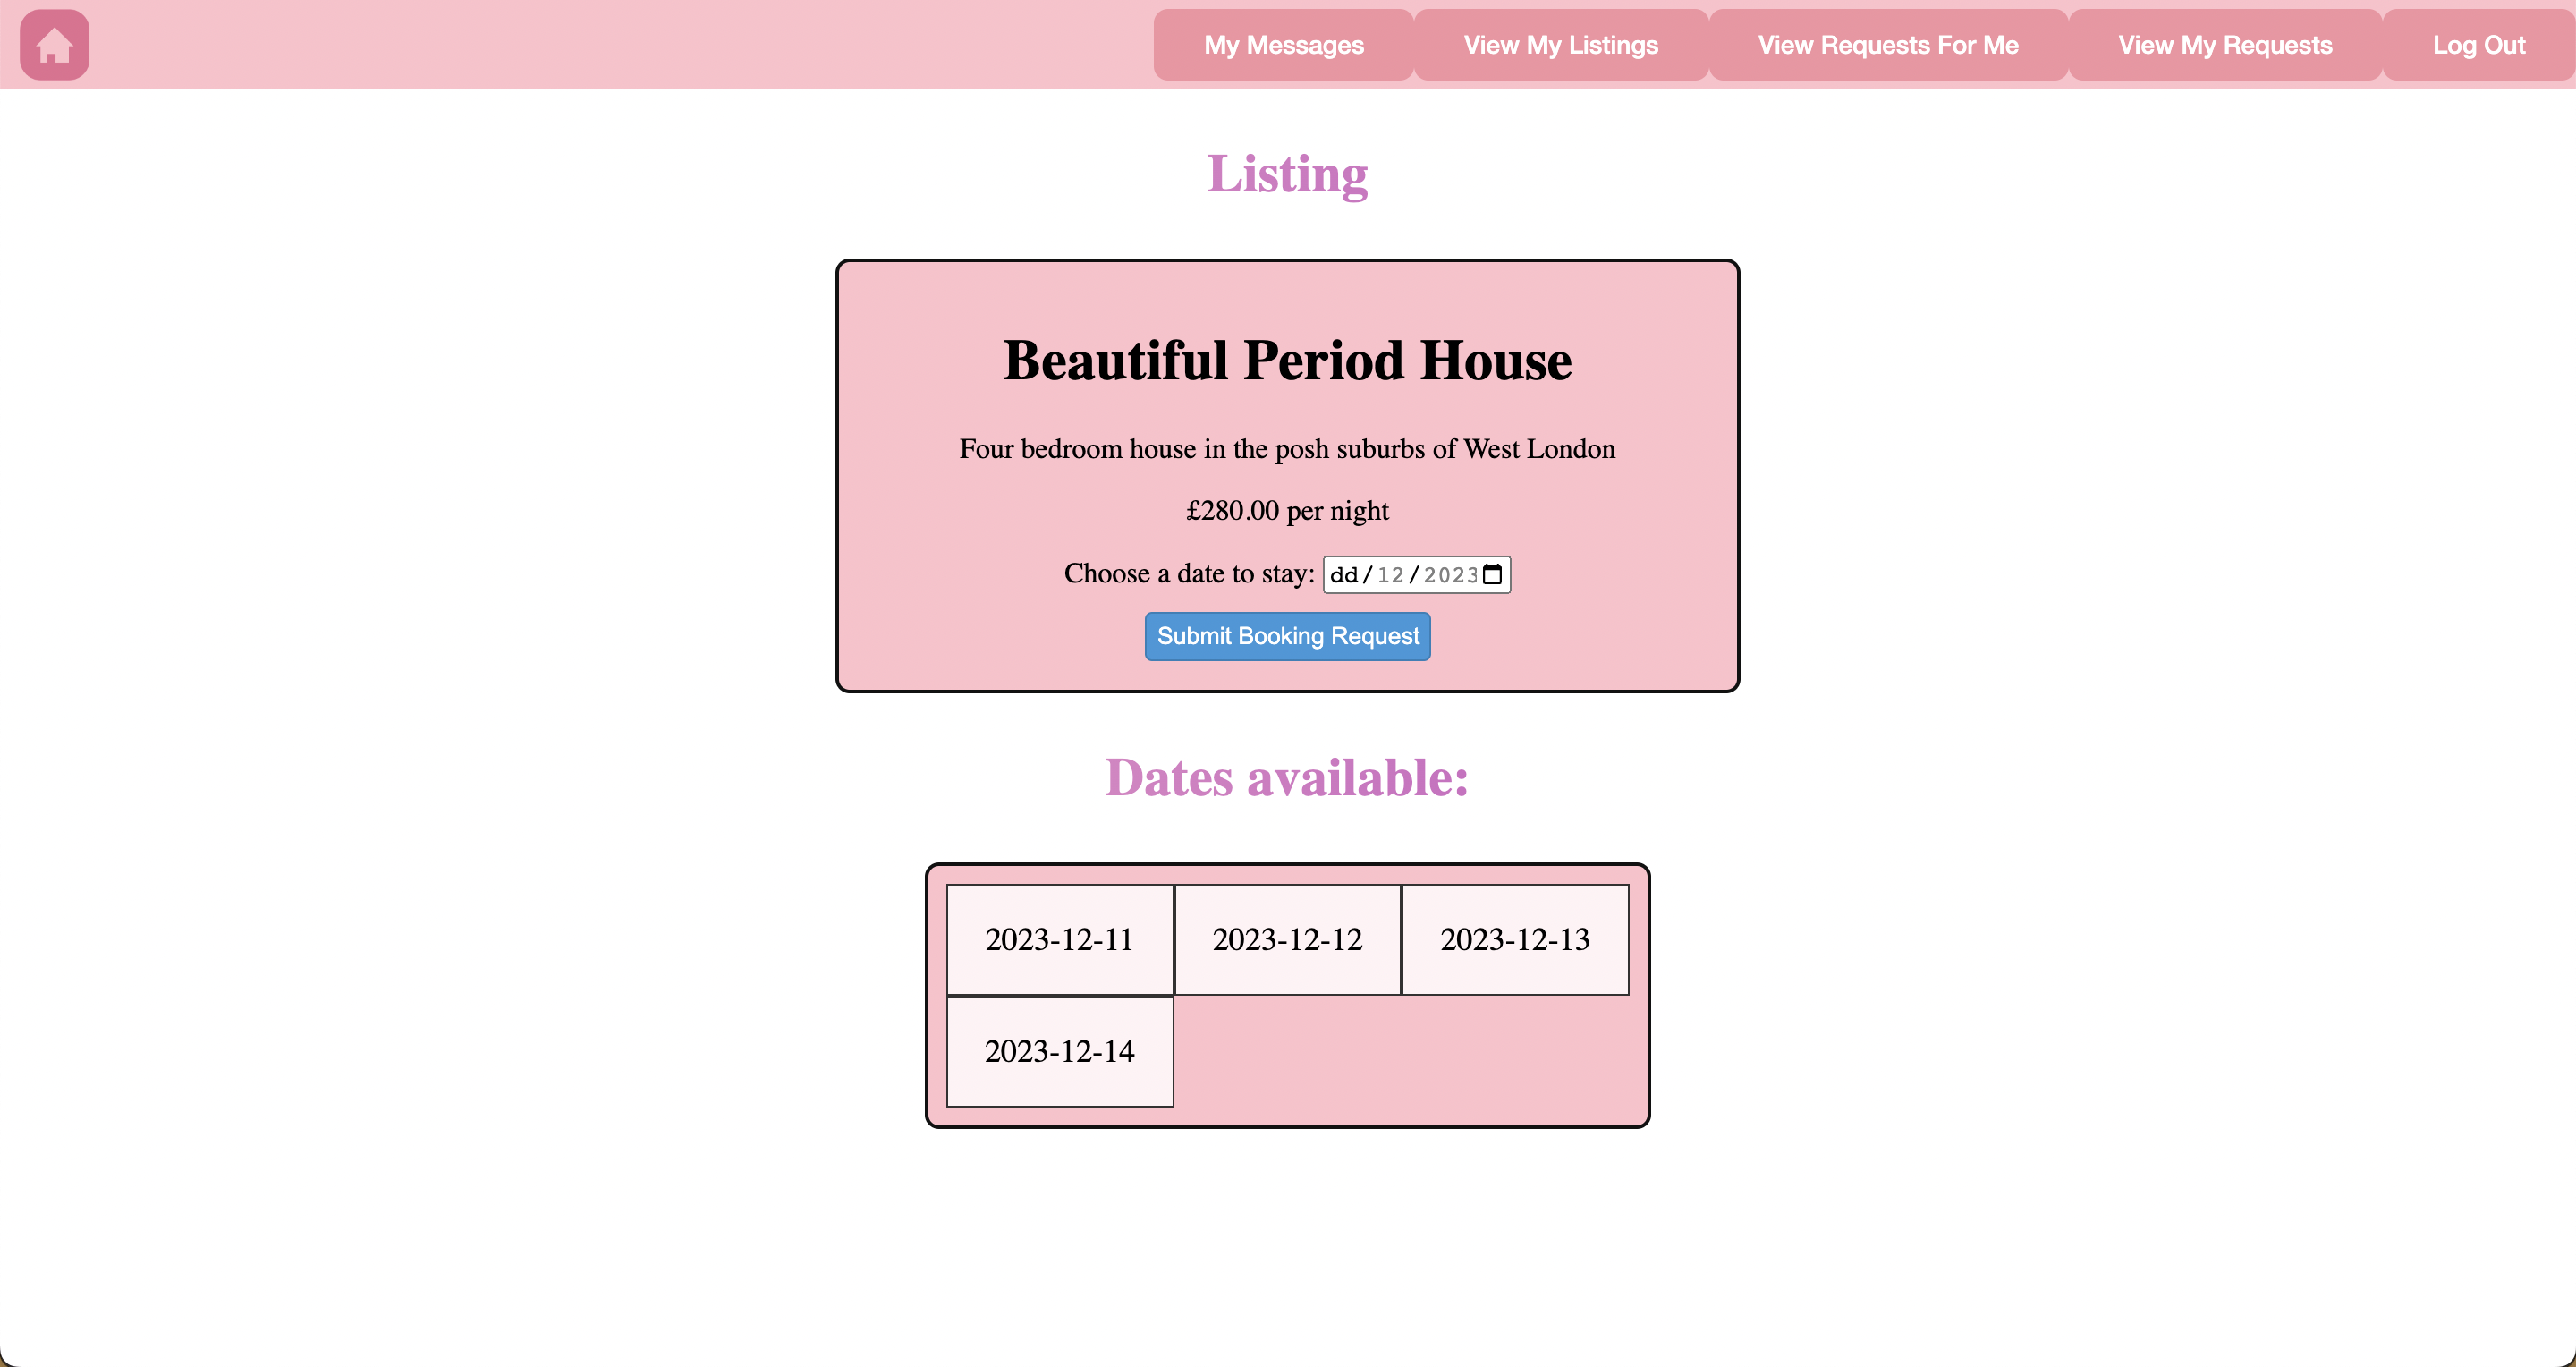 My Messages View My Listings View Requests For Me View My Requests Log Out
Listing
Beautiful Period House
Four bedroom house in the posh suburbs of West London
£280.00 per night
Choose a date to stay: dd/12/2023
Submit Booking Request
Dates available:
2023-12-11 2023-12-12 2023-12-13
2023-12-14